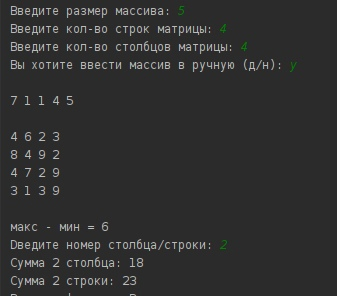 Введите размер массива: 5
Введите кол-во строк матрицы: 4
Введите кол-во столбцов матрицы: 4
Вы хотите ввести массив в ручную (д/н): y
7 1 1 4 5
4 6 2 3
8 4 9 2
4 7 2 9
3 1 3 9
макс - мин = 6
Dведите номер столбца/строки: 2
Сумма 2 столбца: 18
Сумма 2 строки: 23